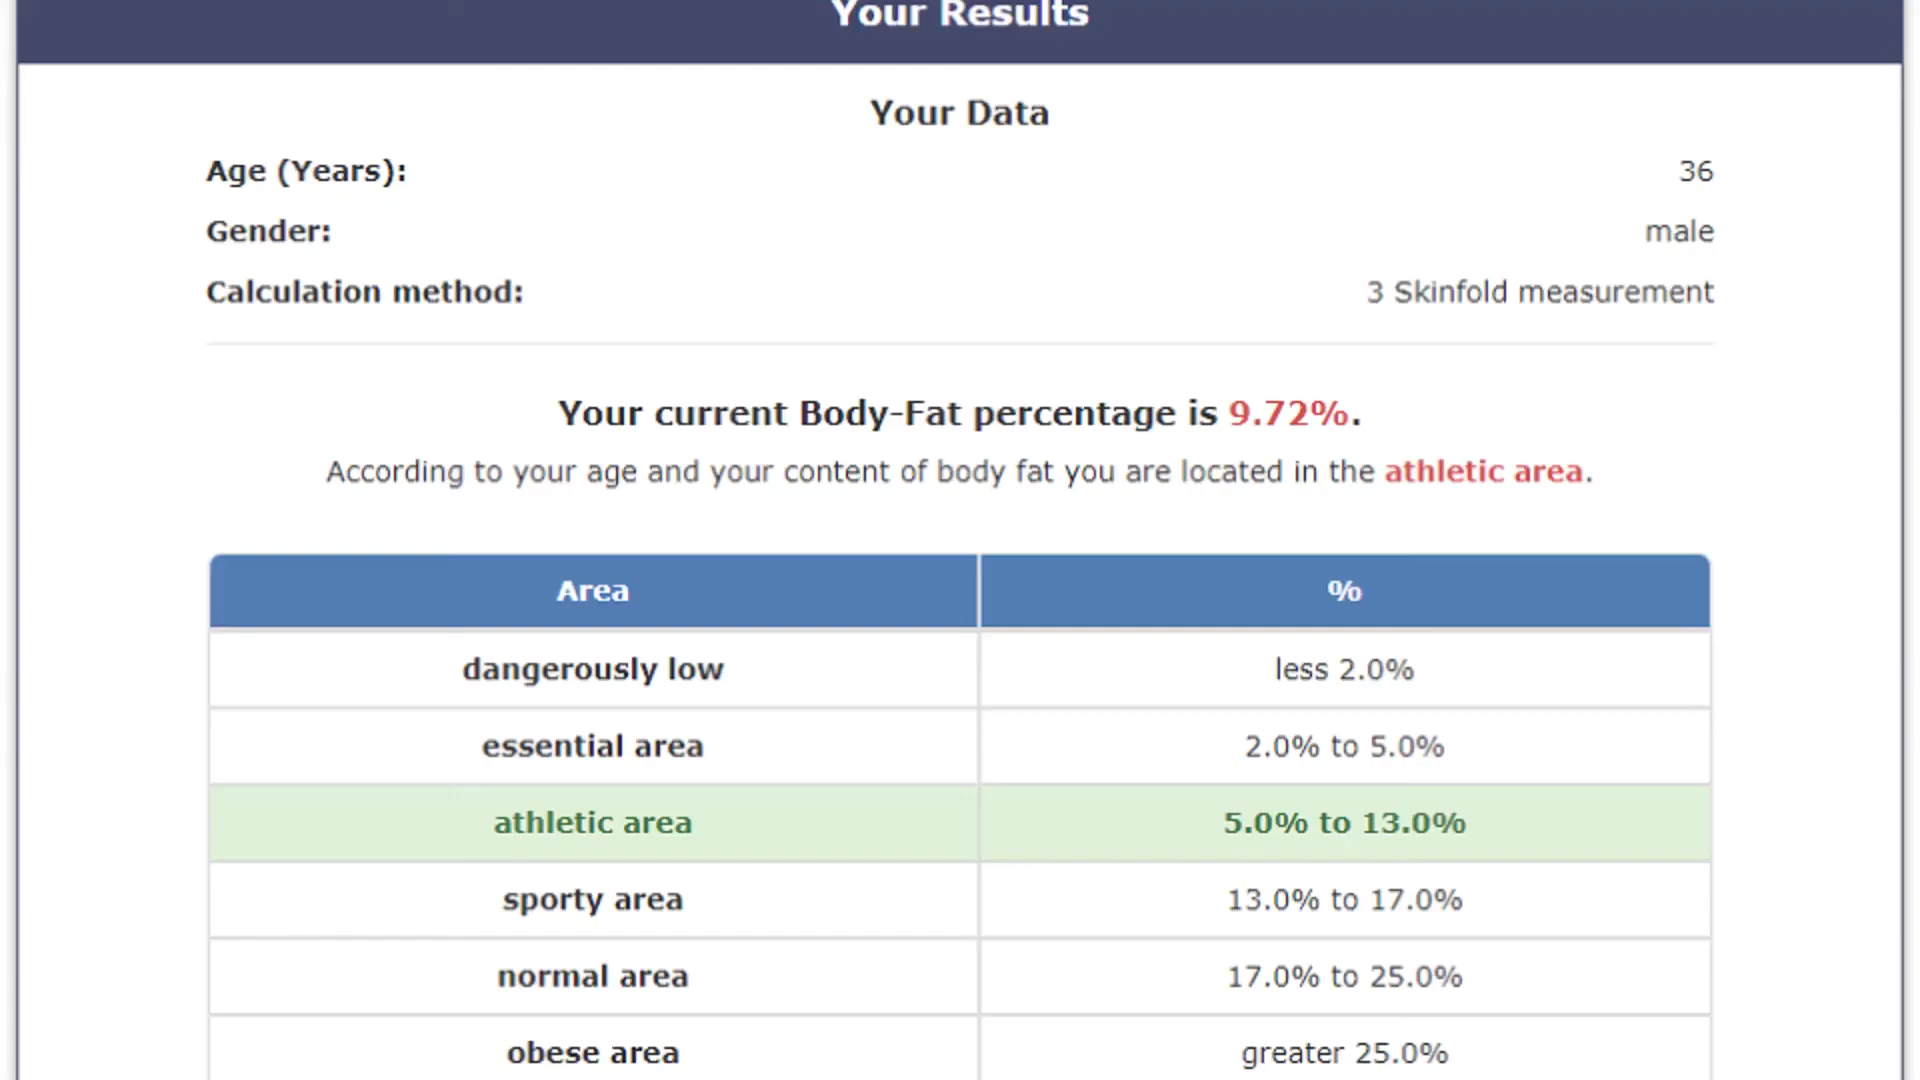 Your Results
Your Data
Age (Years): 36
Gender: male
Calculation method: 3 Skinfold measurement
Your current Body-Fat percentage is 9.72%.
According to your age and your content of body fat you are located in the athletic area.
Area %
dangerously low less 2.0%
essential area 2.0% to 5.0%
athletic area 5.0% to 13.0%
sporty area 13.0% to 17.0%
normal area 17.0% to 25.0%
obese area greater 25.0%